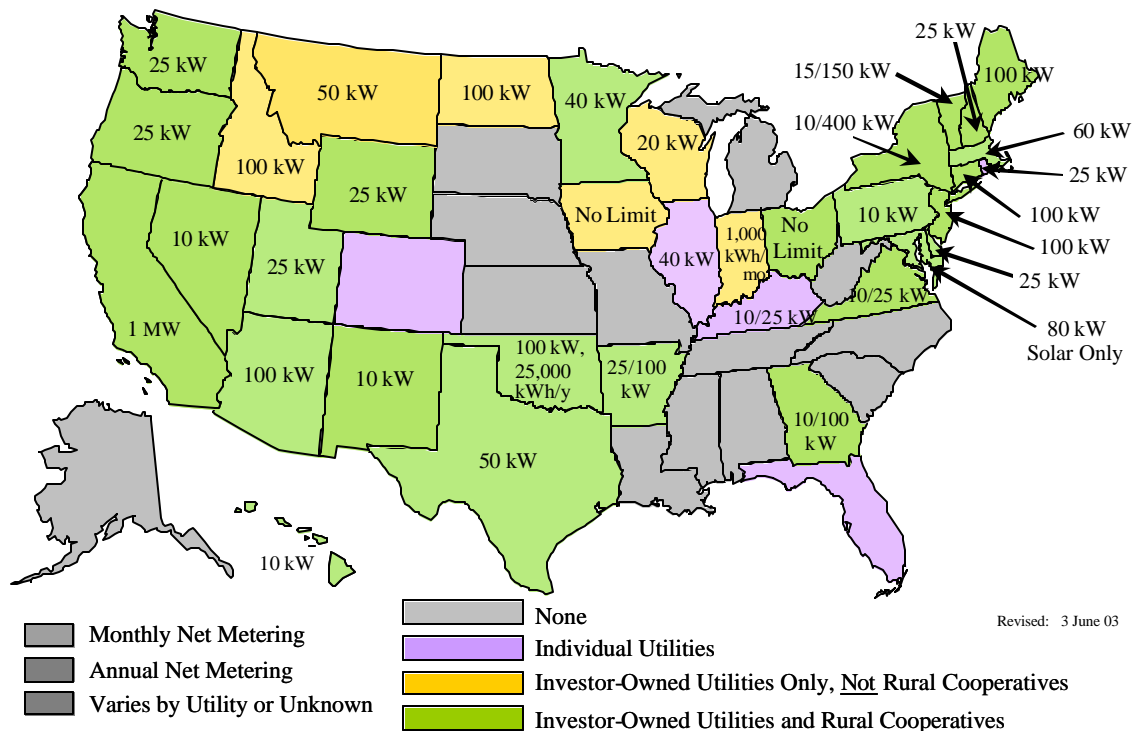 25 kW
15/150 kW
10/400 kW
100 kW
60 kW
25 kW
100 kW
100 kW
25 kW
80 kW
Solar Only
25 kW
50 kW
100 kW
40 kW
25 kW
100 kW
20 kW
25 kW
No Limit
10 kW
25 kW
40 kW
1,000
kWh/
mo
No
Limit
10 kW
10/25 kW
10/25 kW
1 MW
100 kW
10 kW
100 kW,
25,000
kWh/y
25/100
kW
10/100
kW
50 kW
10 kW
Monthly Net Metering
Annual Net Metering
Varies by Utility or Unknown
None
Individual Utilities
Investor-Owned Utilities Only, Not Rural Cooperatives
Investor-Owned Utilities and Rural Cooperatives
Revised: 3 June 03